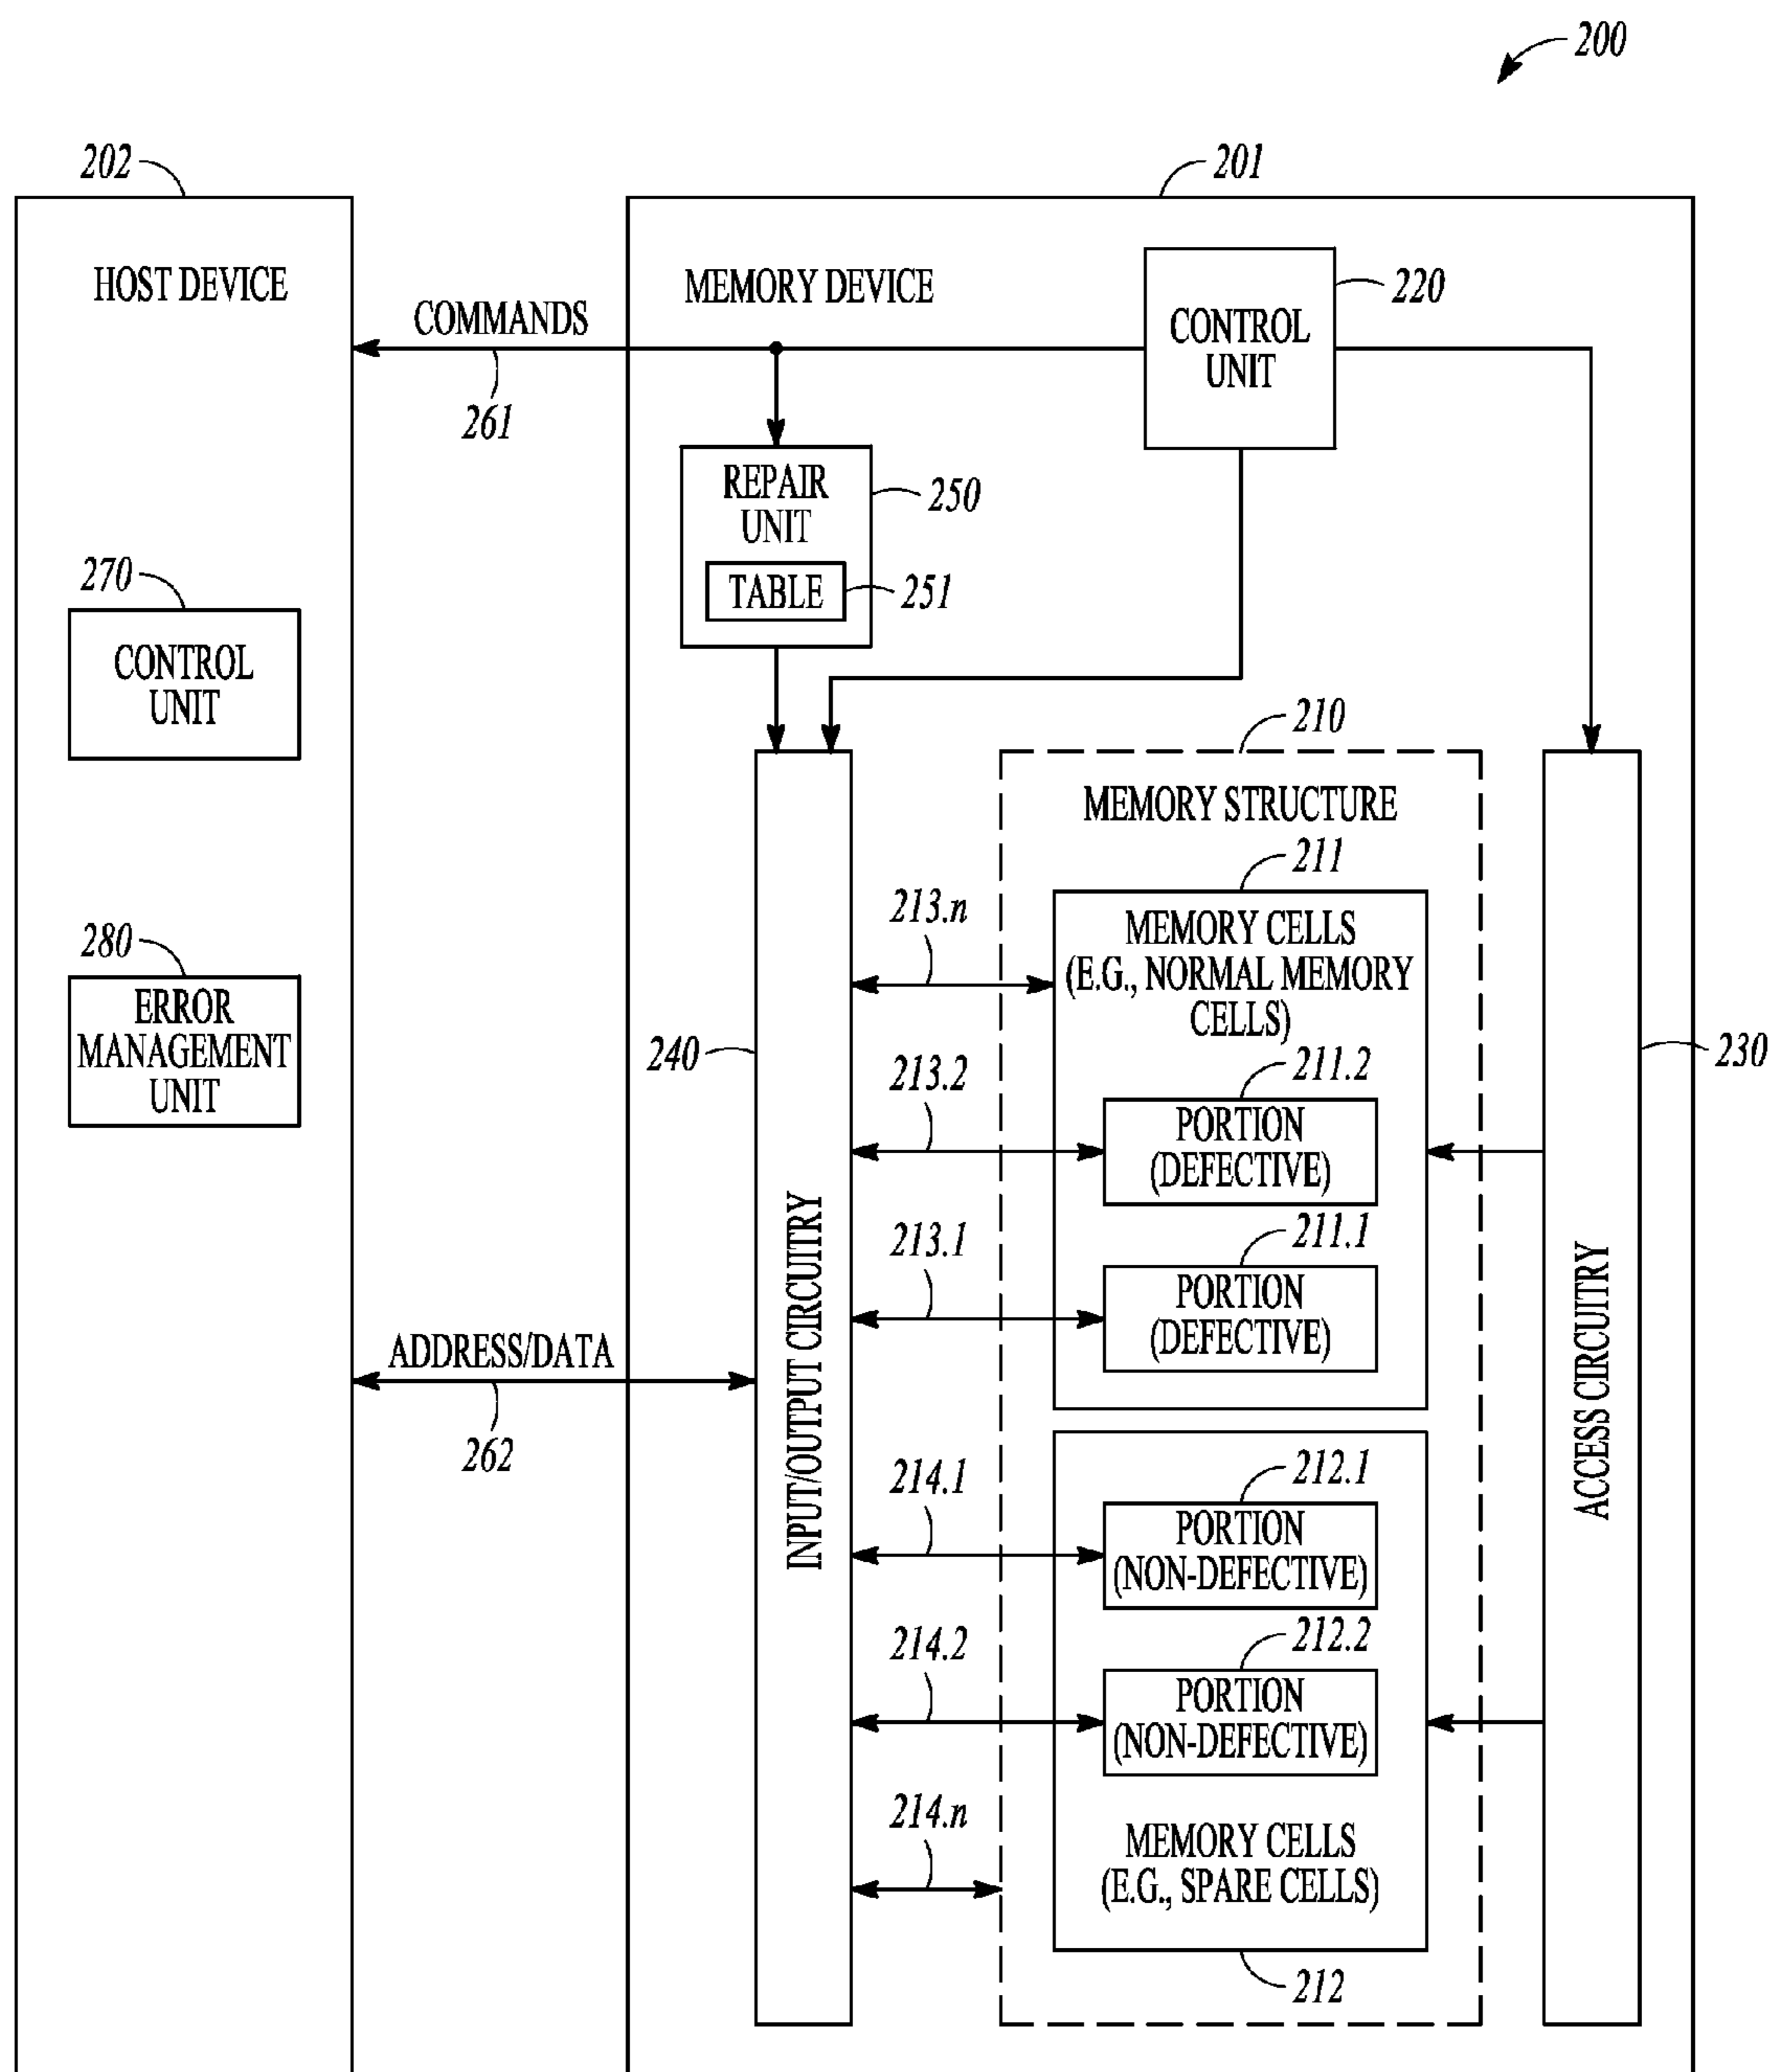 200
202
201
HOST DEVICE
MEMORY DEVICE
220
CONTROL
UNIT
COMMANDS
261
REPAIR
UNIT
250
TABLE
251
270
CONTROL
UNIT
210
MEMORY STRUCTURE
211
213.n
MEMORY CELLS
(E.G., NORMAL MEMORY
CELLS)
280
ERROR
MANAGEMENT
UNIT
240
230
213.2
211.2
PORTION
(DEFECTIVE)
213.1
211.1
PORTION
(DEFECTIVE)
INPUT/OUTPUT CIRCUITRY
ACCESS CIRCUITRY
ADDRESS/DATA
262
214.1
212.1
PORTION
(NON-DEFECTIVE)
214.2
212.2
PORTION
(NON-DEFECTIVE)
214.n
MEMORY CELLS
(E.G., SPARE CELLS)
212